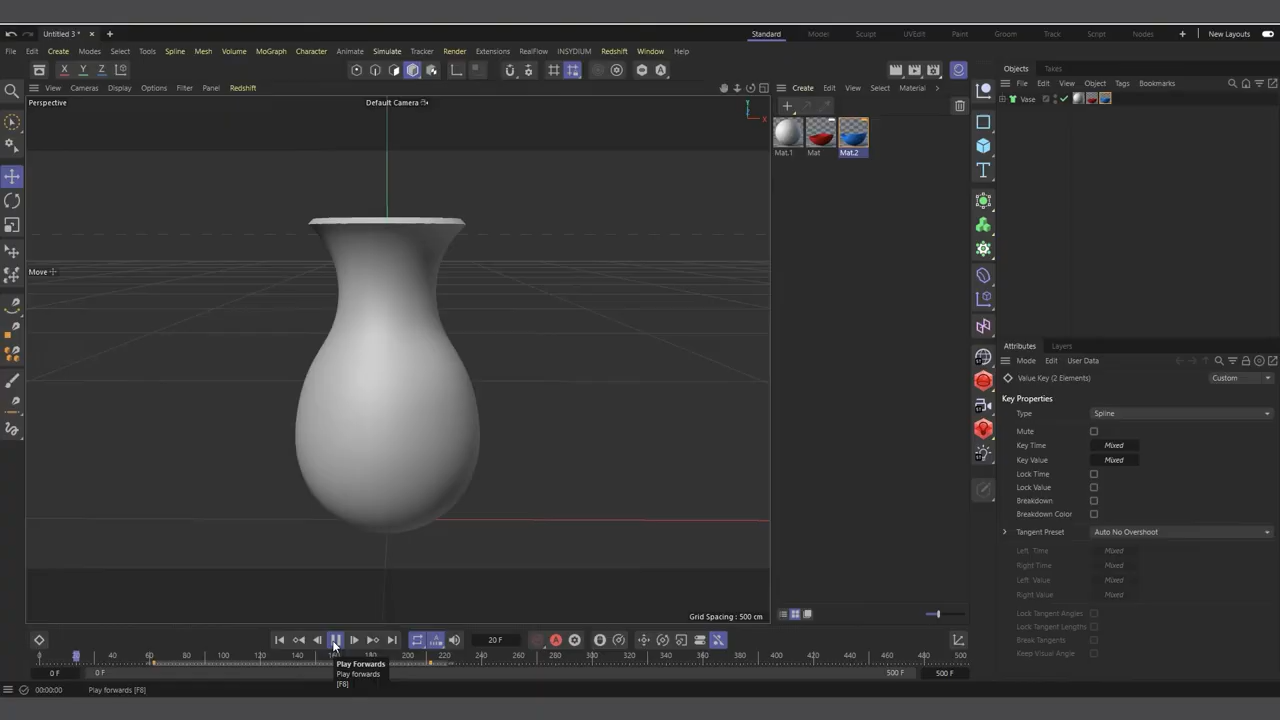 Untitled 3 *
Standard
Model
Sculpt
UVEdit
Paint
Groom
Track
Script
Nodes
New Layouts
File Edit Create Modes Select Tools Spline Mesh Volume MoGraph Character Animate Simulate Tracker Render Extensions RealFlow INSYDIUM Redshift Window Help
X Y Z
Objects Takes
View Cameras Display Options Filter Panel Redshift
Create Edit View Select Material
File Edit View Object Tags Bookmarks
Perspective
Default Camera
Y
X
Vase
Mat.1 Mat Mat.2
Move
Attributes Layers
Mode Edit User Data
Value Key (2 Elements)
Custom
Key Properties
Type Spline
Mute
Key Time Mixed
Key Value Mixed
Lock Time
Lock Value
Breakdown
Breakdown Color
Tangent Preset Auto No Overshoot
Left Time Mixed
Right Time Mixed
Left Value Mixed
Right Value Mixed
Lock Tangent Angles
Lock Tangent Lengths
Break Tangents
Keep Visual Angle
Grid Spacing : 500 cm
20 F
0 40 60 80 100 120 140 160 180 200 220 240 260 280 300 320 340 360 380 400 420 440 460 480 500
0 F 0 F 500 F 500 F
Play Forwards
Play forwards
[F8]
00:00:00 Play forwards [F8]